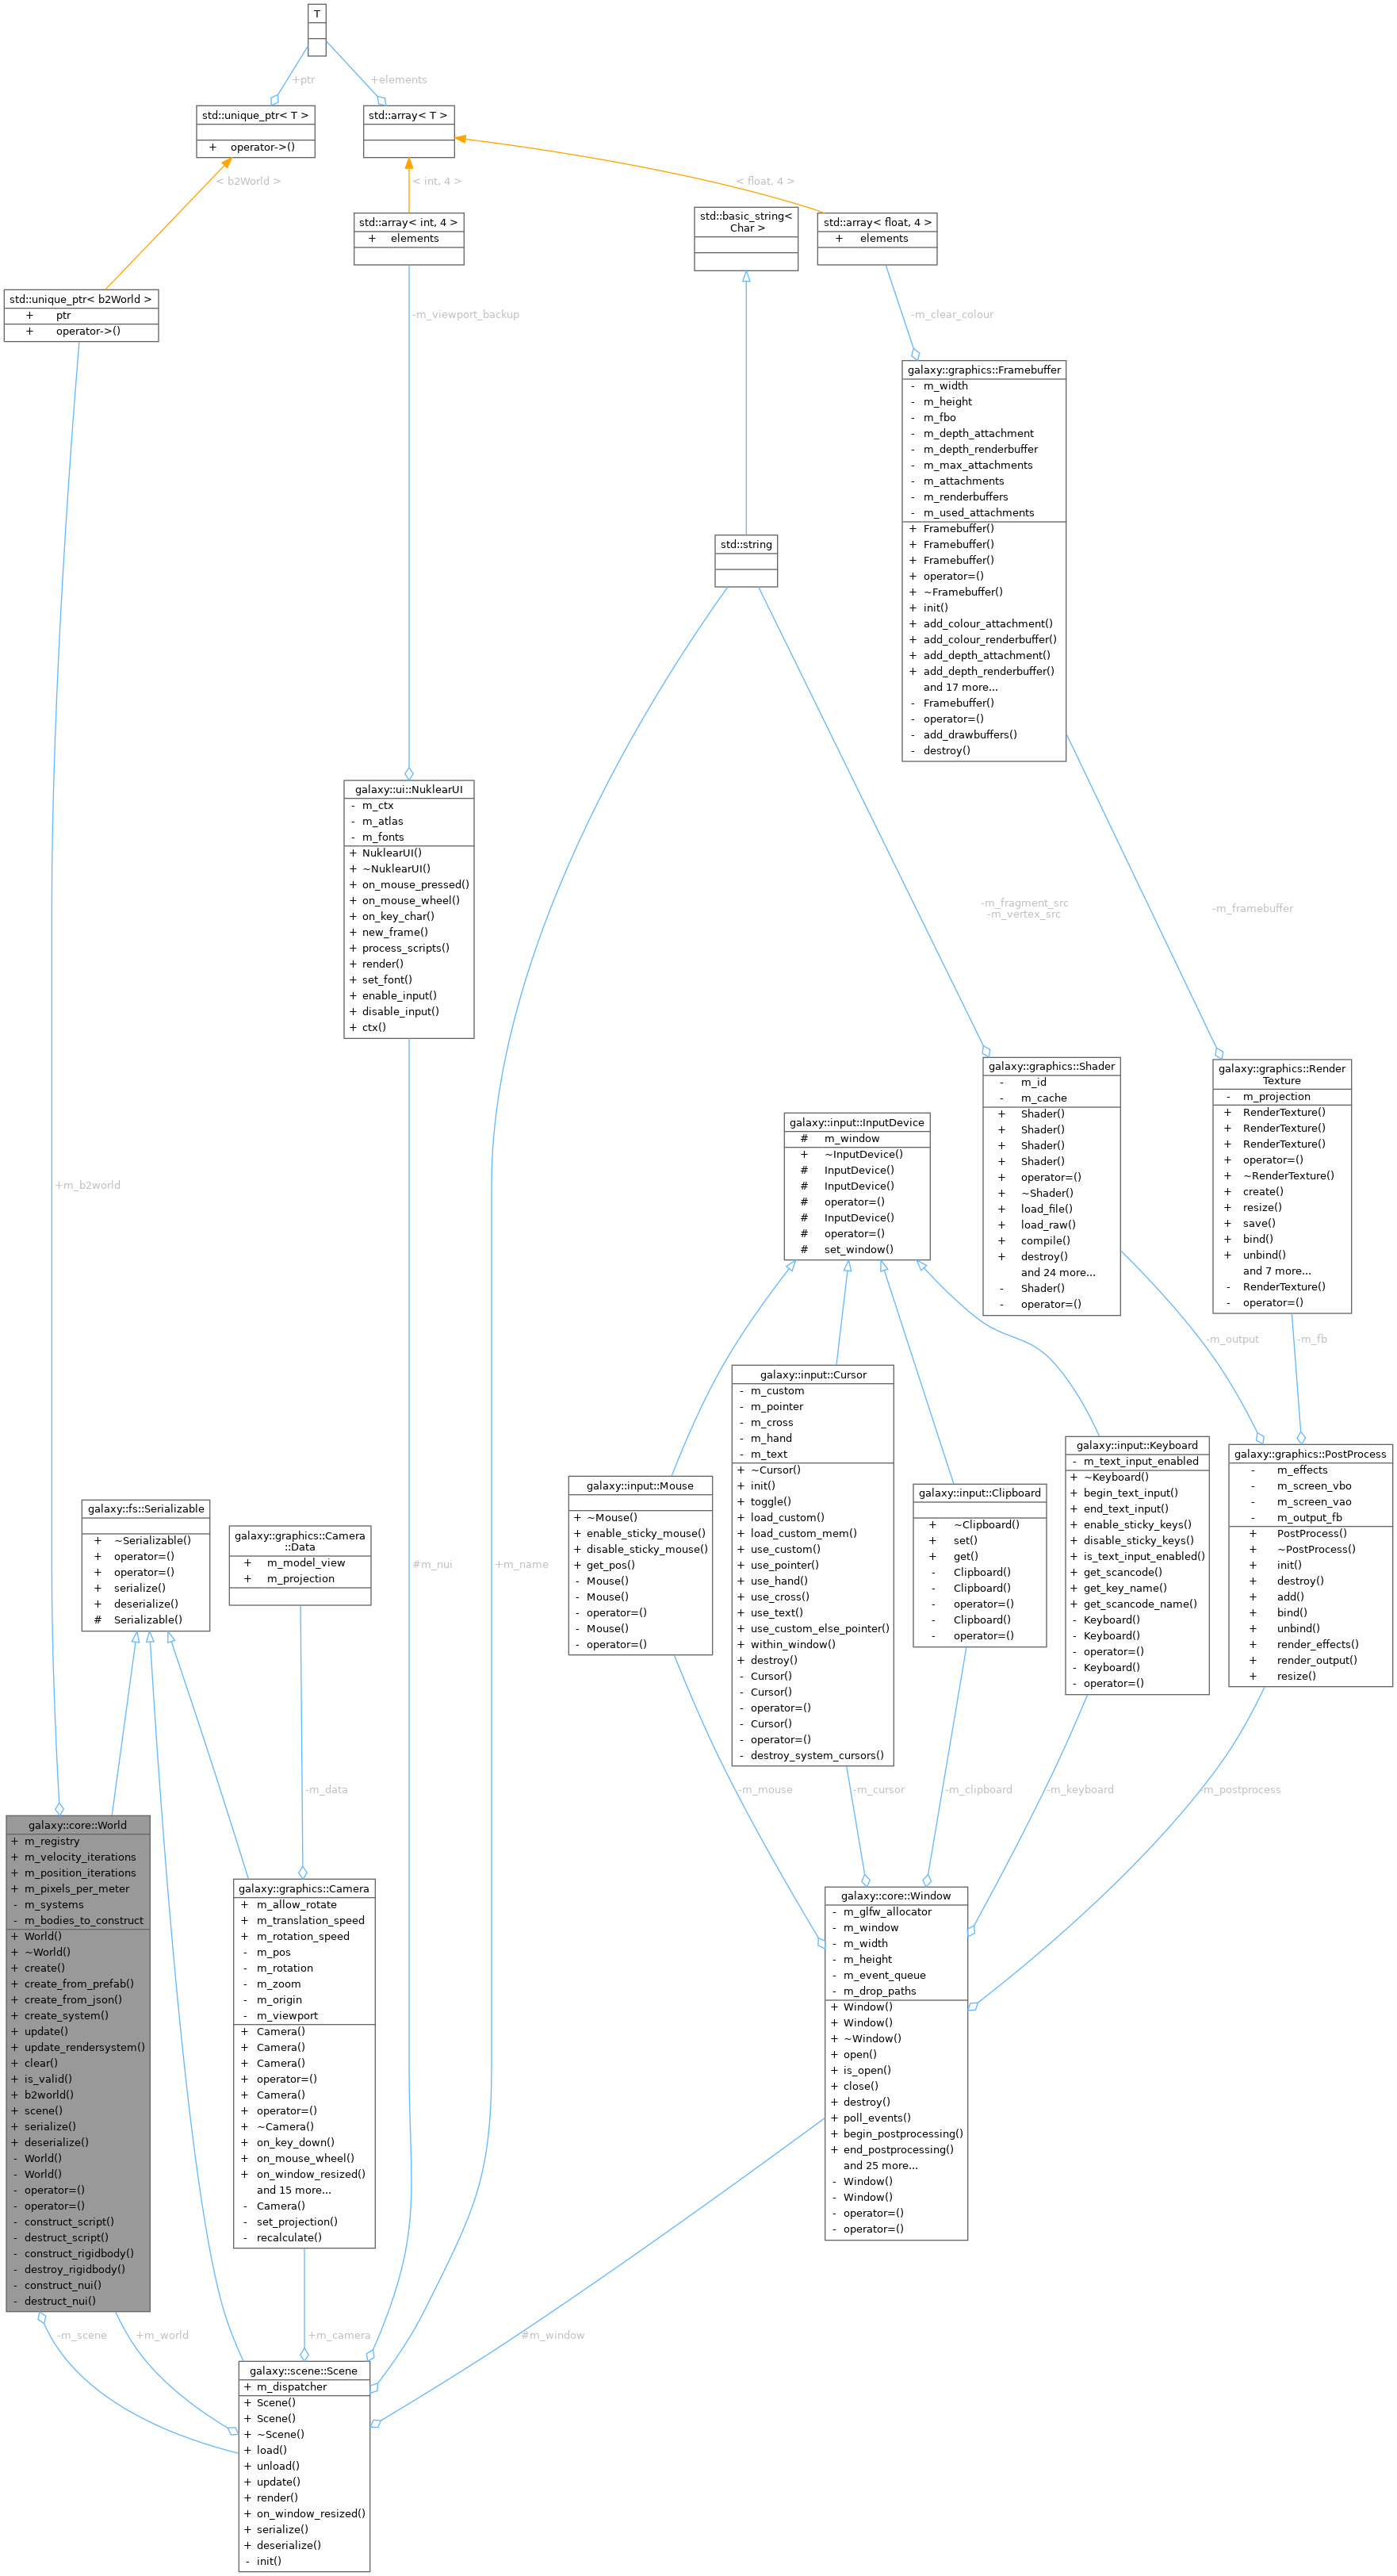 T
+ptr
+elements
std::unique_ptr< T >
+ operator->()
std::array< T >
< b2World >
< int, 4 >
< float, 4 >
std::array< int, 4 >
+ elements
std::basic_string<
Char >
std::array< float, 4 >
+ elements
std::unique_ptr< b2World >
+ ptr
+ operator->()
-m_viewport_backup
-m_clear_colour
galaxy::graphics::Framebuffer
- m_width
- m_height
- m_fbo
- m_depth_attachment
- m_depth_renderbuffer
- m_max_attachments
- m_attachments
- m_renderbuffers
- m_used_attachments
+ Framebuffer()
+ Framebuffer()
+ Framebuffer()
+ operator=()
+ ~Framebuffer()
+ init()
+ add_colour_attachment()
+ add_colour_renderbuffer()
+ add_depth_attachment()
+ add_depth_renderbuffer()
and 17 more...
- Framebuffer()
- operator=()
- add_drawbuffers()
- destroy()
std::string
galaxy::ui::NuklearUI
- m_ctx
- m_atlas
- m_fonts
+ NuklearUI()
+ ~NuklearUI()
+ on_mouse_pressed()
+ on_mouse_wheel()
+ on_key_char()
+ new_frame()
+ process_scripts()
+ render()
+ set_font()
+ enable_input()
+ disable_input()
+ ctx()
-m_fragment_src
-m_vertex_src
-m_framebuffer
galaxy::graphics::Shader
- m_id
- m_cache
+ Shader()
+ Shader()
+ Shader()
+ Shader()
+ operator=()
+ ~Shader()
+ load_file()
+ load_raw()
+ compile()
+ destroy()
and 24 more...
- Shader()
- operator=()
galaxy::graphics::Render
Texture
- m_projection
+ RenderTexture()
+ RenderTexture()
+ RenderTexture()
+ operator=()
+ ~RenderTexture()
+ create()
+ resize()
+ save()
+ bind()
+ unbind()
and 7 more...
- RenderTexture()
- operator=()
galaxy::input::InputDevice
# m_window
+ ~InputDevice()
# InputDevice()
# InputDevice()
# operator=()
# InputDevice()
# operator=()
# set_window()
+m_b2world
-m_output
-m_fb
galaxy::input::Cursor
- m_custom
- m_pointer
- m_cross
- m_hand
- m_text
+ ~Cursor()
+ init()
+ toggle()
+ load_custom()
+ load_custom_mem()
+ use_custom()
+ use_pointer()
+ use_hand()
+ use_cross()
+ use_text()
+ use_custom_else_pointer()
+ within_window()
+ destroy()
- Cursor()
- Cursor()
- operator=()
- Cursor()
- operator=()
- destroy_system_cursors()
galaxy::input::Keyboard
- m_text_input_enabled
+ ~Keyboard()
+ begin_text_input()
+ end_text_input()
+ enable_sticky_keys()
+ disable_sticky_keys()
+ is_text_input_enabled()
+ get_scancode()
+ get_key_name()
+ get_scancode_name()
- Keyboard()
- Keyboard()
- operator=()
- Keyboard()
- operator=()
galaxy::graphics::PostProcess
- m_effects
- m_screen_vbo
- m_screen_vao
- m_output_fb
+ PostProcess()
+ ~PostProcess()
+ init()
+ destroy()
+ add()
+ bind()
+ unbind()
+ render_effects()
+ render_output()
+ resize()
galaxy::input::Mouse
+ ~Mouse()
+ enable_sticky_mouse()
+ disable_sticky_mouse()
+ get_pos()
- Mouse()
- Mouse()
- operator=()
- Mouse()
- operator=()
galaxy::input::Clipboard
+ ~Clipboard()
+ set()
+ get()
- Clipboard()
- Clipboard()
- operator=()
- Clipboard()
- operator=()
galaxy::fs::Serializable
+ ~Serializable()
+ operator=()
+ operator=()
+ serialize()
+ deserialize()
# Serializable()
galaxy::graphics::Camera
::Data
+ m_model_view
+ m_projection
#m_nui
+m_name
-m_data
-m_mouse
-m_cursor
-m_clipboard
-m_keyboard
-m_postprocess
galaxy::core::World
+ m_registry
+ m_velocity_iterations
+ m_position_iterations
+ m_pixels_per_meter
- m_systems
- m_bodies_to_construct
+ World()
+ ~World()
+ create()
+ create_from_prefab()
+ create_from_json()
+ create_system()
+ update()
+ update_rendersystem()
+ clear()
+ is_valid()
+ b2world()
+ scene()
+ serialize()
+ deserialize()
- World()
- World()
- operator=()
- operator=()
- construct_script()
- destruct_script()
- construct_rigidbody()
- destroy_rigidbody()
- construct_nui()
- destruct_nui()
galaxy::graphics::Camera
+ m_allow_rotate
+ m_translation_speed
+ m_rotation_speed
- m_pos
- m_rotation
- m_zoom
- m_origin
- m_viewport
+ Camera()
+ Camera()
+ Camera()
+ operator=()
+ Camera()
+ operator=()
+ ~Camera()
+ on_key_down()
+ on_mouse_wheel()
+ on_window_resized()
and 15 more...
- Camera()
- set_projection()
- recalculate()
galaxy::core::Window
- m_glfw_allocator
- m_window
- m_width
- m_height
- m_event_queue
- m_drop_paths
+ Window()
+ Window()
+ ~Window()
+ open()
+ is_open()
+ close()
+ destroy()
+ poll_events()
+ begin_postprocessing()
+ end_postprocessing()
and 25 more...
- Window()
- Window()
- operator=()
- operator=()
-m_scene
+m_world
+m_camera
#m_window
galaxy::scene::Scene
+ m_dispatcher
+ Scene()
+ Scene()
+ ~Scene()
+ load()
+ unload()
+ update()
+ render()
+ on_window_resized()
+ serialize()
+ deserialize()
- init()